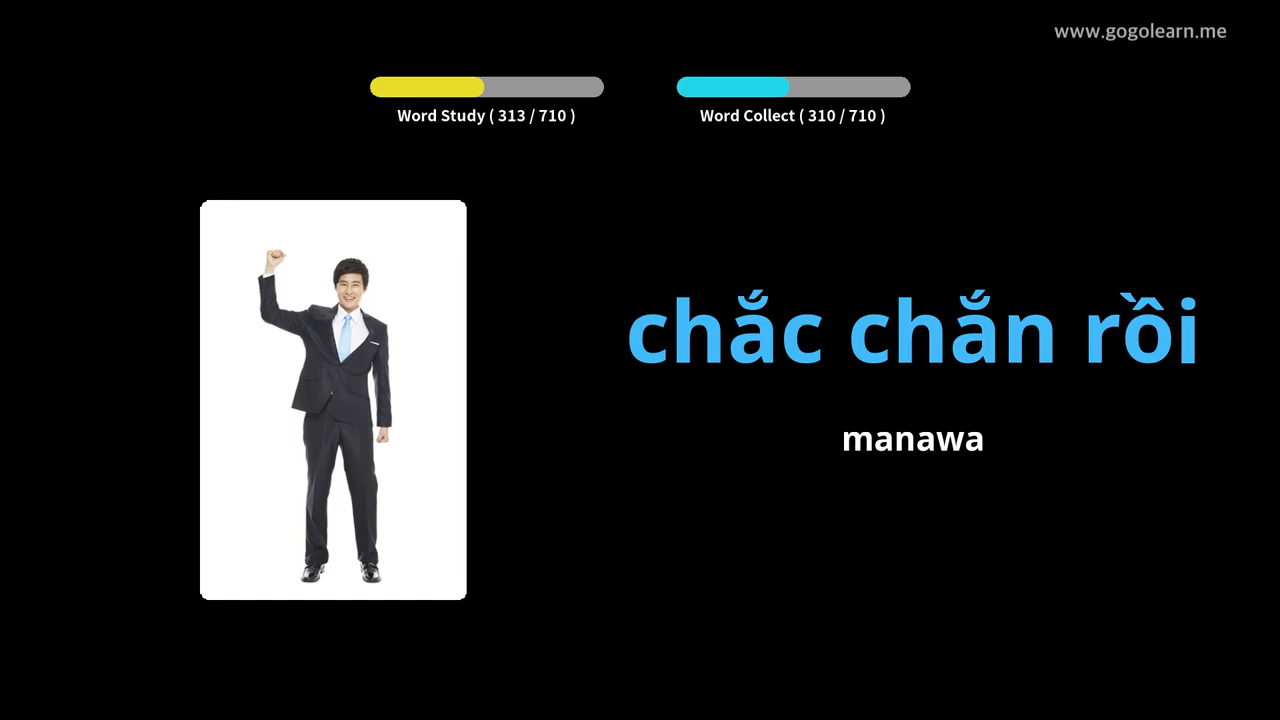 www.gogolearn.me
Word Study ( 313 / 710 )
Word Collect ( 310 / 710 )
chắc chắn rồi
manawa